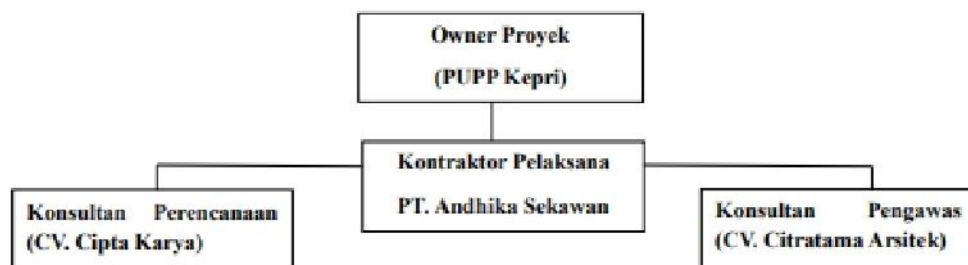 Owner Proyek
(PUPP Kepri)
Kontraktor Pelaksana
PT. Andhika Sekawan
Konsultan Perencanaan
(CV. Cipta Karya)
Konsultan Pengawas
(CV. Citratama Arsitek)